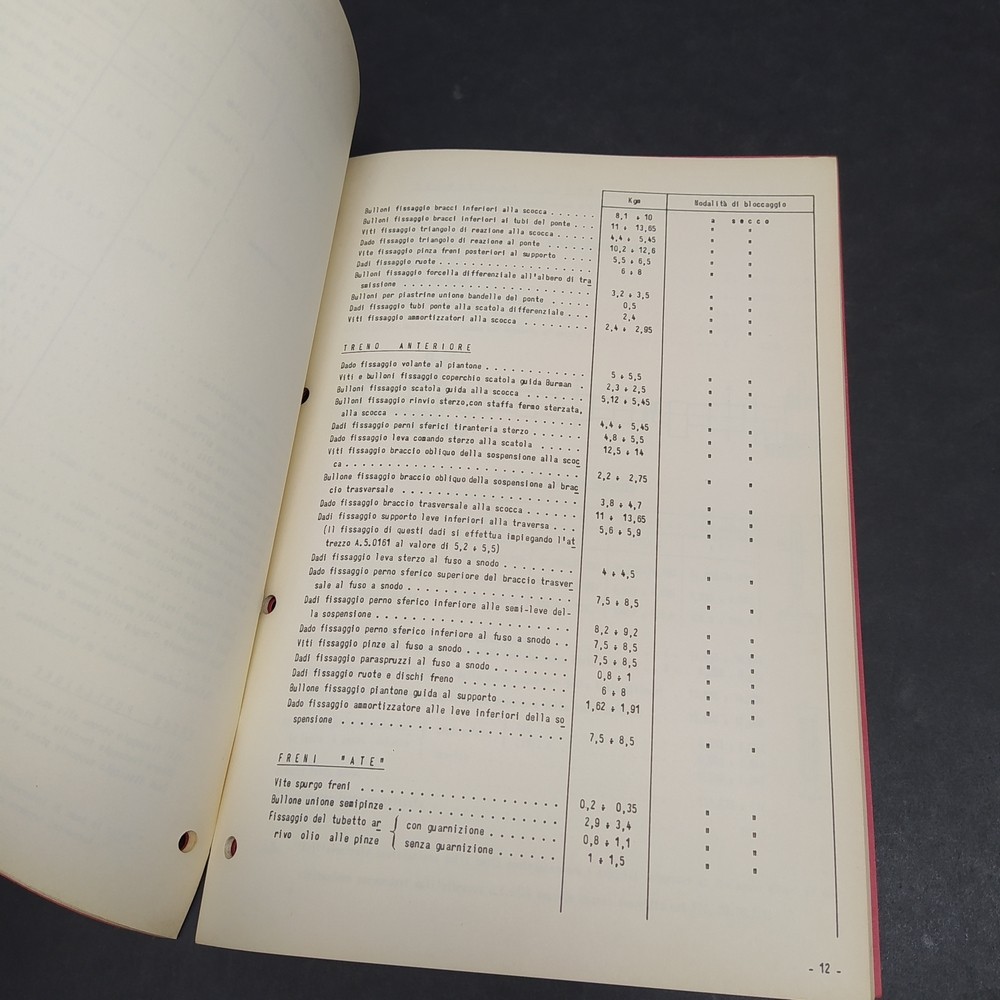 Kgm Modalità di bloccaggio
Bulloni fissaggio bracci inferiori alla scocca . . . . . . 8,1 ÷ 10 a secco
Bulloni fissaggio bracci inferiori ai tubi del ponte . . . 11 ÷ 13,65 " "
Viti fissaggio triangolo di reazione alla scocca . . . . . 4,4 ÷ 5,45 " "
Dado fissaggio triangolo di reazione al ponte . . . . . . 10,2 ÷ 12,6 " "
Vite fissaggio pinza freni posteriori al supporto . . . . 5,5 ÷ 6,5 " "
Dadi fissaggio ruote . . . . . . . . . . . . . . . . . . . 6 ÷ 8 " "
Bulloni fissaggio forcella differenziale all'albero di tra
smissione . . . . . . . . . . . . . . . . . . . . . . . . 3,2 ÷ 3,5 " "
Bulloni per piastrine unione bandelle del ponte . . . . . 0,5 " "
Dadi fissaggio tubi ponte alla scatola differenziale . . . 2,4 " "
Viti fissaggio ammortizzatori alla scocca . . . . . . . . 2,4 ÷ 2,95 " "
TRENO ANTERIORE
Dado fissaggio volante al piantone . . . . . . . . . . . . 5 ÷ 5,5 " "
Viti e bulloni fissaggio coperchio scatola guida Burman . 2,3 ÷ 2,5 " "
Bulloni fissaggio scatola guida alla scocca . . . . . . . 5,12 ÷ 5,45 " "
Bulloni fissaggio rinvio sterzo,con staffa fermo sterzata,
alla scocca . . . . . . . . . . . . . . . . . . . . . . . 4,4 ÷ 5,45 " "
Dadi fissaggio perni sferici tiranteria sterzo . . . . . . 4,8 ÷ 5,5 " "
Dado fissaggio leva comando sterzo alla scatola . . . . . 12,5 ÷ 14 " "
Viti fissaggio braccio obliquo della sospensione alla scoc
ca . . . . . . . . . . . . . . . . . . . . . . . . . . . . 2,2 ÷ 2,75 " "
Bullone fissaggio braccio obliquo della sospensione al brac
cio trasversale . . . . . . . . . . . . . . . . . . . . . 3,8 ÷ 4,7 " "
Dado fissaggio braccio trasversale alla scocca . . . . . . 11 ÷ 13,65 " "
Dadi fissaggio supporto leve inferiori alla traversa . . . 5,6 ÷ 5,9 " "
(il fissaggio di questi dadi si effettua impiegando l'at
trezzo A.5.0161 al valore di 5,2 ÷ 5,5)
Dadi fissaggio leva sterzo al fuso a snodo . . . . . . . . 4 ÷ 4,5 " "
Dado fissaggio perno sferico superiore del braccio trasver
sale al fuso a snodo . . . . . . . . . . . . . . . . . . . 7,5 ÷ 8,5 " "
Dadi fissaggio perno sferico inferiore alle semi-leve del-
la sospensione . . . . . . . . . . . . . . . . . . . . . . 8,2 ÷ 9,2 " "
Dado fissaggio perno sferico inferiore al fuso a snodo . . 7,5 ÷ 8,5 " "
Viti fissaggio pinze al fuso a snodo . . . . . . . . . . . 7,5 ÷ 8,5 " "
Dadi fissaggio paraspruzzi al fuso a snodo . . . . . . . . 0,8 ÷ 1 " "
Dadi fissaggio ruote e dischi freno . . . . . . . . . . . 6 ÷ 8 " "
Bullone fissaggio piantone guida al supporto . . . . . . . 1,62 ÷ 1,91 " "
Dado fissaggio ammortizzatore alle leve inferiori della so
spensione . . . . . . . . . . . . . . . . . . . . . . . . 7,5 ÷ 8,5 " "
FRENI "ATE"
Vite spurgo freni . . . . . . . . . . . . . . . . . . . . 0,2 ÷ 0,35 " "
Bullone unione semipinze . . . . . . . . . . . . . . . . . 2,9 ÷ 3,4 " "
Fissaggio del tubetto ar { con guarnizione . . . . . . . 0,8 ÷ 1,1 " "
rivo olio alle pinze senza guarnizione . . . . . . 1 ÷ 1,5 " "
- 12 -